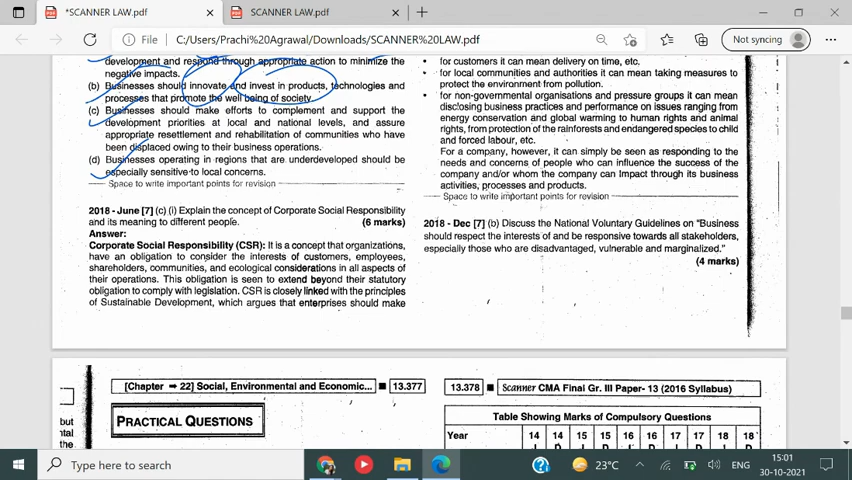 *SCANNER LAW.pdf
SCANNER LAW.pdf
File
C:/Users/Prachi%20Agrawal/Downloads/SCANNER%20LAW.pdf
Not syncing
development and respond through appropriate action to minimize the
negative impacts.
(b) Businesses should innovate and invest in products, technologies and
processes that promote the well being of society.
(c) Businesses should make efforts to complement and support the
development priorities at local and national levels, and assure
appropriate resettlement and rehabilitation of communities who have
been displaced owing to their business operations.
(d) Businesses operating in regions that are underdeveloped should be
especially sensitive to local concerns.
Space to write important points for revision
2018 - June [7] (c) (i) Explain the concept of Corporate Social Responsibility
and its meaning to different people. (6 marks)
Answer:
Corporate Social Responsibility (CSR): It is a concept that organizations,
have an obligation to consider the interests of customers, employees,
shareholders, communities, and ecological considerations in all aspects of
their operations. This obligation is seen to extend beyond their statutory
obligation to comply with legislation. CSR is closely linked with the principles
of Sustainable Development, which argues that enterprises should make
• for customers it can mean delivery on time, etc.
• for local communities and authorities it can mean taking measures to
protect the environment from pollution.
• for non-governmental organisations and pressure groups it can mean
disclosing business practices and performance on issues ranging from
energy conservation and global warming to human rights and animal
rights, from protection of the rainforests and endangered species to child
and forced labour, etc.
For a company, however, it can simply be seen as responding to the
needs and concerns of people who can influence the success of the
company and/or whom the company can Impact through its business
activities, processes and products.
Space to write important points for revision
2018 - Dec [7] (b) Discuss the National Voluntary Guidelines on "Business
should respect the interests of and be responsive towards all stakeholders,
especially those who are disadvantaged, vulnerable and marginalized."
(4 marks)
[Chapter ➔ 22] Social, Environmental and Economic... ■ 13.377
but
ntal
the
PRACTICAL QUESTIONS
13.378 ■ Scanner CMA Final Gr. III Paper- 13 (2016 Syllabus)
Table Showing Marks of Compulsory Questions
Year 14 14 15 15 16 16 17 17 18 18
Type here to search
23°C
ENG
15:01
30-10-2021